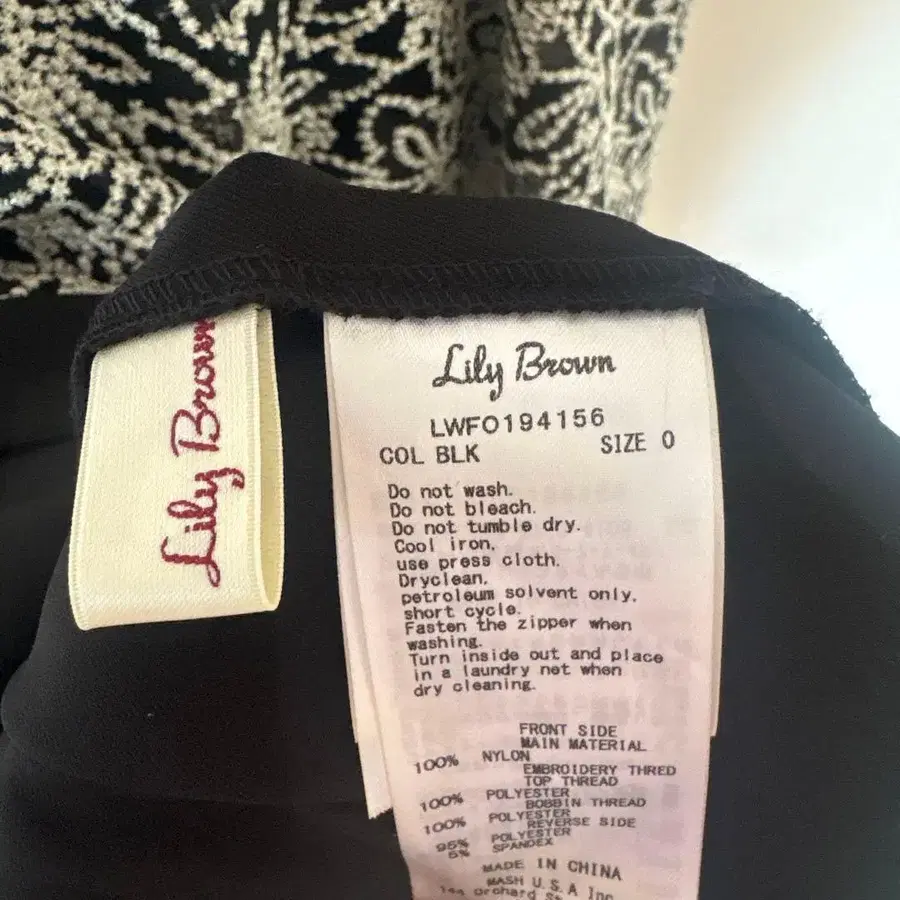 Lily Brown
Lily Brown
LWFO194156
COL BLK SIZE 0
Do not wash.
Do not bleach.
Do not tumble dry.
Cool iron,
use press cloth.
Dryclean.
petroleum solvent only,
short cycle.
Fasten the zipper when
washing.
Turn inside out and place
in a laundry net when
dry cleaning.
FRONT SIDE
MAIN MATERIAL
100% NYLON
EMBROIDERY THRED
TOP THREAD
100% POLYESTER
BOBBIN THREAD
100% POLYESTER
REVERSE SIDE
95% POLYESTER
5% SPANDEX
MADE IN CHINA
MASH U.S.A Inc.
Orchard St